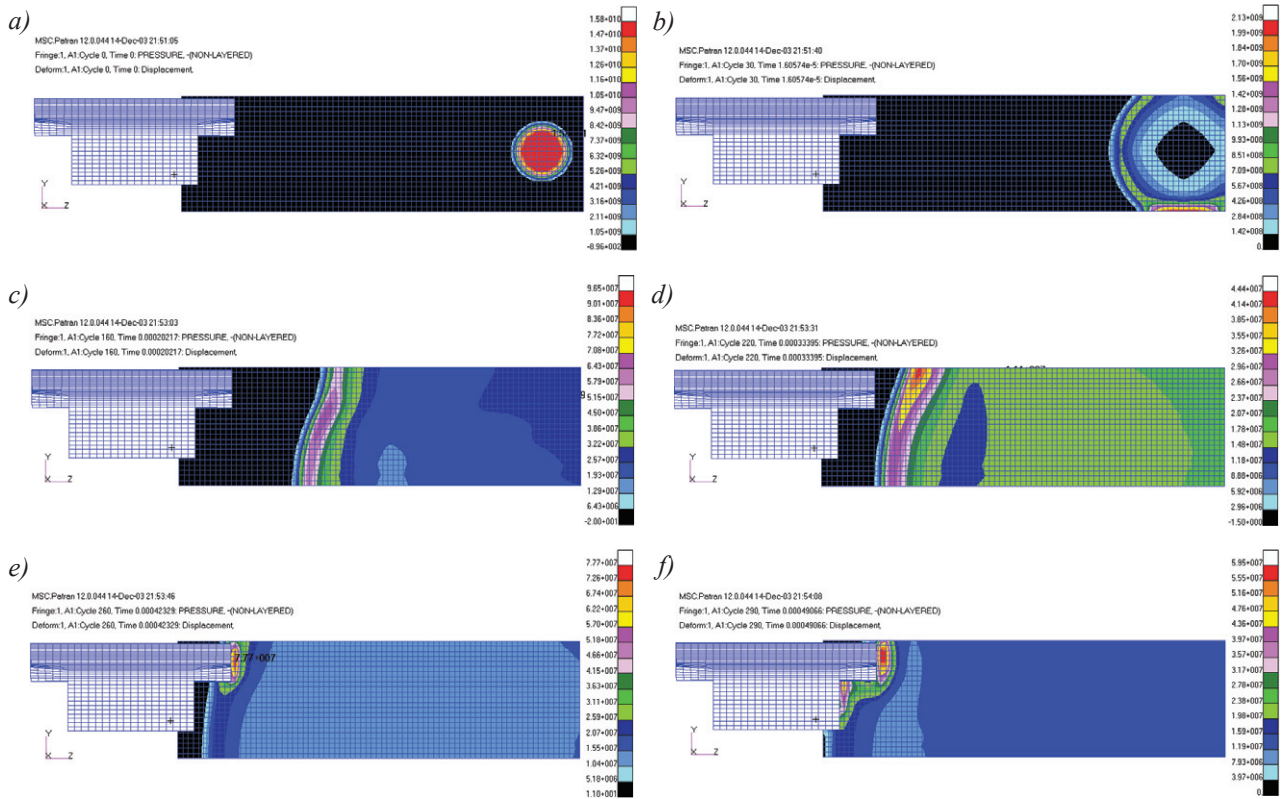 a)
MSC.Patran 12.0.044 14-Dec-03 21:51:05
Fringe:1, A1:Cycle 0, Time 0: PRESSURE, -(NON-LAYERED)
Deform:1, A1:Cycle 0, Time 0: Displacement,
Y
X Z
1.58+010
1.47+010
1.37+010
1.26+010
1.16+010
1.05+010
9.47+009
8.42+009
7.37+009
6.32+009
5.26+009
4.21+009
3.16+009
2.11+009
1.05+009
-8.96+002
b)
MSC.Patran 12.0.044 14-Dec-03 21:51:40
Fringe:1, A1:Cycle 30, Time 1.60574e-5: PRESSURE, -(NON-LAYERED)
Deform:1, A1:Cycle 30, Time 1.60574e-5: Displacement,
Y
X Z
2.13+009
1.99+009
1.84+009
1.70+009
1.56+009
1.42+009
1.28+009
1.13+009
9.93+008
8.51+008
7.09+008
5.67+008
4.26+008
2.84+008
1.42+008
0.
c)
MSC.Patran 12.0.044 14-Dec-03 21:53:03
Fringe:1, A1:Cycle 160, Time 0.00020217: PRESSURE, -(NON-LAYERED)
Deform:1, A1:Cycle 160, Time 0.00020217: Displacement,
Y
X Z
9.65+007
9.01+007
8.36+007
7.72+007
7.08+007
6.43+007
5.79+007
5.15+007
4.50+007
3.86+007
3.22+007
2.57+007
1.93+007
1.29+007
6.43+006
-2.00+001
d)
MSC.Patran 12.0.044 14-Dec-03 21:53:31
Fringe:1, A1:Cycle 220, Time 0.00033395: PRESSURE, -(NON-LAYERED)
Deform:1, A1:Cycle 220, Time 0.00033395: Displacement,
Y
X Z
4.44+007
4.14+007
3.85+007
3.55+007
3.26+007
2.96+007
2.66+007
2.37+007
2.07+007
1.78+007
1.48+007
1.18+007
8.88+006
5.92+006
2.96+006
-1.50+000
e)
MSC.Patran 12.0.044 14-Dec-03 21:53:46
Fringe:1, A1:Cycle 260, Time 0.00042329: PRESSURE, -(NON-LAYERED)
Deform:1, A1:Cycle 260, Time 0.00042329: Displacement,
7.77+007
Y
X Z
7.77+007
7.26+007
6.74+007
6.22+007
5.70+007
5.18+007
4.66+007
4.15+007
3.63+007
3.11+007
2.59+007
2.07+007
1.55+007
1.04+007
5.18+006
1.10+001
f)
MSC.Patran 12.0.044 14-Dec-03 21:54:08
Fringe:1, A1:Cycle 290, Time 0.00049066: PRESSURE, -(NON-LAYERED)
Deform:1, A1:Cycle 290, Time 0.00049066: Displacement,
Y
X Z
5.95+007
5.55+007
5.16+007
4.76+007
4.36+007
3.97+007
3.57+007
3.17+007
2.78+007
2.38+007
1.98+007
1.59+007
1.19+007
7.93+006
3.97+006
0.